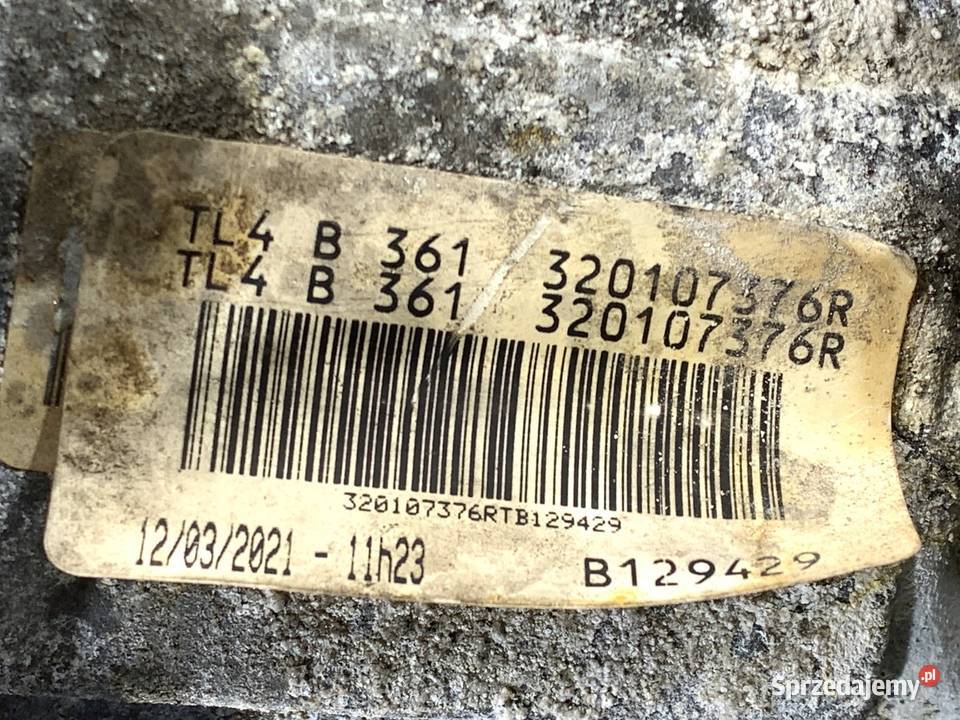 TL4 B 361 320107376R
TL4 B 361 320107376R
320107376RTB129429
12/03/2021 - 11h23
B129429
Sprzedajemy.pl